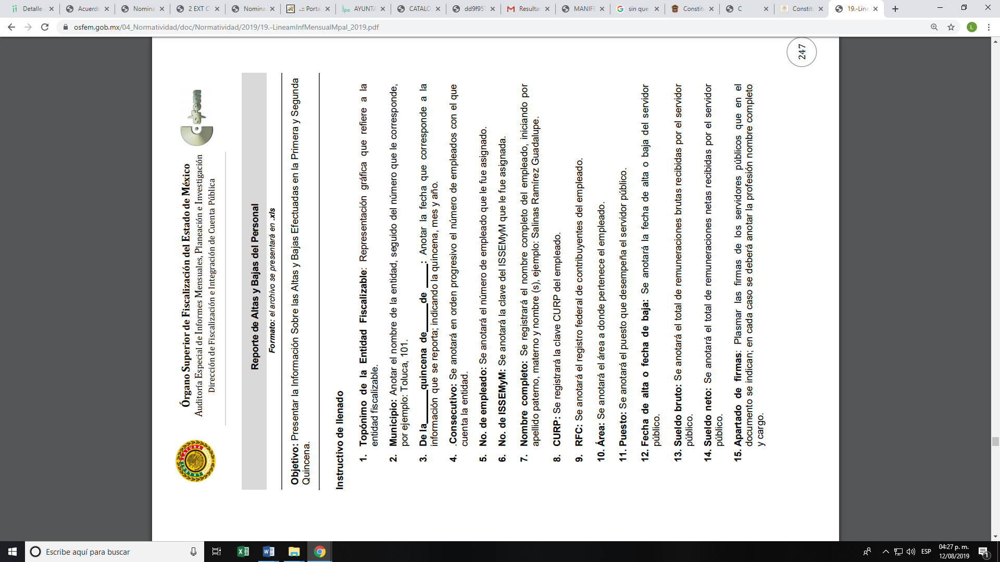 Detalle
Acuerdo
Nomina
2 EXT C
Nomina
..:: Porta
AYUNTA
CATALO
dd9f957
Resulta
MANIFE
sin que
Constit
C
Constit
19.-Line
osfem.gob.mx/04_Normatividad/doc/Normatividad/2019/19.-LineamInfMensualMpal_2019.pdf
L
Órgano Superior de Fiscalización del Estado de México
Auditoría Especial de Informes Mensuales, Planeación e Investigación
Dirección de Fiscalización e Integración de Cuenta Pública
osfem
LXLEGISLATURA
Reporte de Altas y Bajas del Personal
Formato: el archivo se presentará en .xls
Objetivo: Presentar la Información Sobre las Altas y Bajas Efectuadas en la Primera y Segunda
Quincena.
Instructivo de llenado
1. Topónimo de la Entidad Fiscalizable: Representación gráfica que refiere a la
entidad fiscalizable.
2. Municipio: Anotar el nombre de la entidad, seguido del número que le corresponde,
por ejemplo: Toluca, 101.
3. De la______quincena de_____de ____: Anotar la fecha que corresponde a la
información que se reporta; indicando la quincena, mes y año.
4. .Consecutivo: Se anotará en orden progresivo el número de empleados con el que
cuenta la entidad.
5. No. de empleado: Se anotará el número de empleado que le fue asignado.
6. No. de ISSEMyM: Se anotará la clave del ISSEMyM que le fue asignada.
7. Nombre completo: Se registrará el nombre completo del empleado, iniciando por
apellido paterno, materno y nombre (s), ejemplo: Salinas Ramírez Guadalupe.
8. CURP: Se registrará la clave CURP del empleado.
9. RFC: Se anotará el registro federal de contribuyentes del empleado.
10. Área: Se anotará el área a donde pertenece el empleado.
11. Puesto: Se anotará el puesto que desempeña el servidor público.
12. Fecha de alta o fecha de baja: Se anotará la fecha de alta o baja del servidor
público.
13. Sueldo bruto: Se anotará el total de remuneraciones brutas recibidas por el servidor
público.
14. Sueldo neto: Se anotará el total de remuneraciones netas recibidas por el servidor
público.
15. Apartado de firmas: Plasmar las firmas de los servidores públicos que en el
documento se indican; en cada caso se deberá anotar la profesión nombre completo
y cargo.
247
Escribe aquí para buscar
ESP
04:27 p. m.
12/08/2019
1